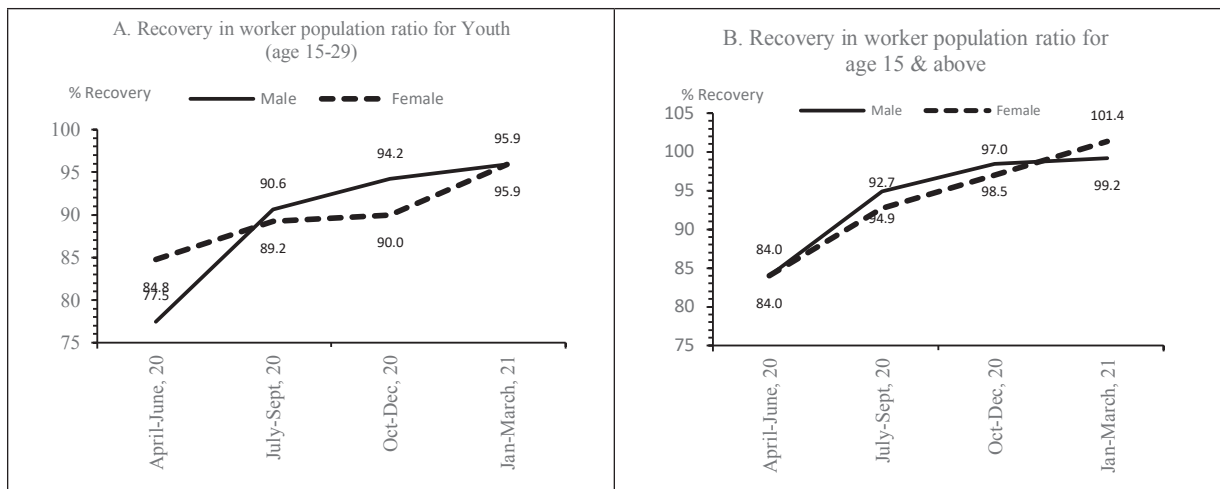 A. Recovery in worker population ratio for Youth
(age 15-29)
% Recovery
Male
Female
100
95
90
85
80
75
77.5
90.6
94.2
95.9
84.8
89.2
90.0
95.9
April-June, 20
July-Sept, 20
Oct-Dec, 20
Jan-March, 21
B. Recovery in worker population ratio for
age 15 & above
% Recovery
Male
Female
105
100
95
90
85
80
75
84.0
92.7
97.0
101.4
84.0
94.9
98.5
99.2
April-June, 20
July-Sept, 20
Oct-Dec, 20
Jan-March, 21